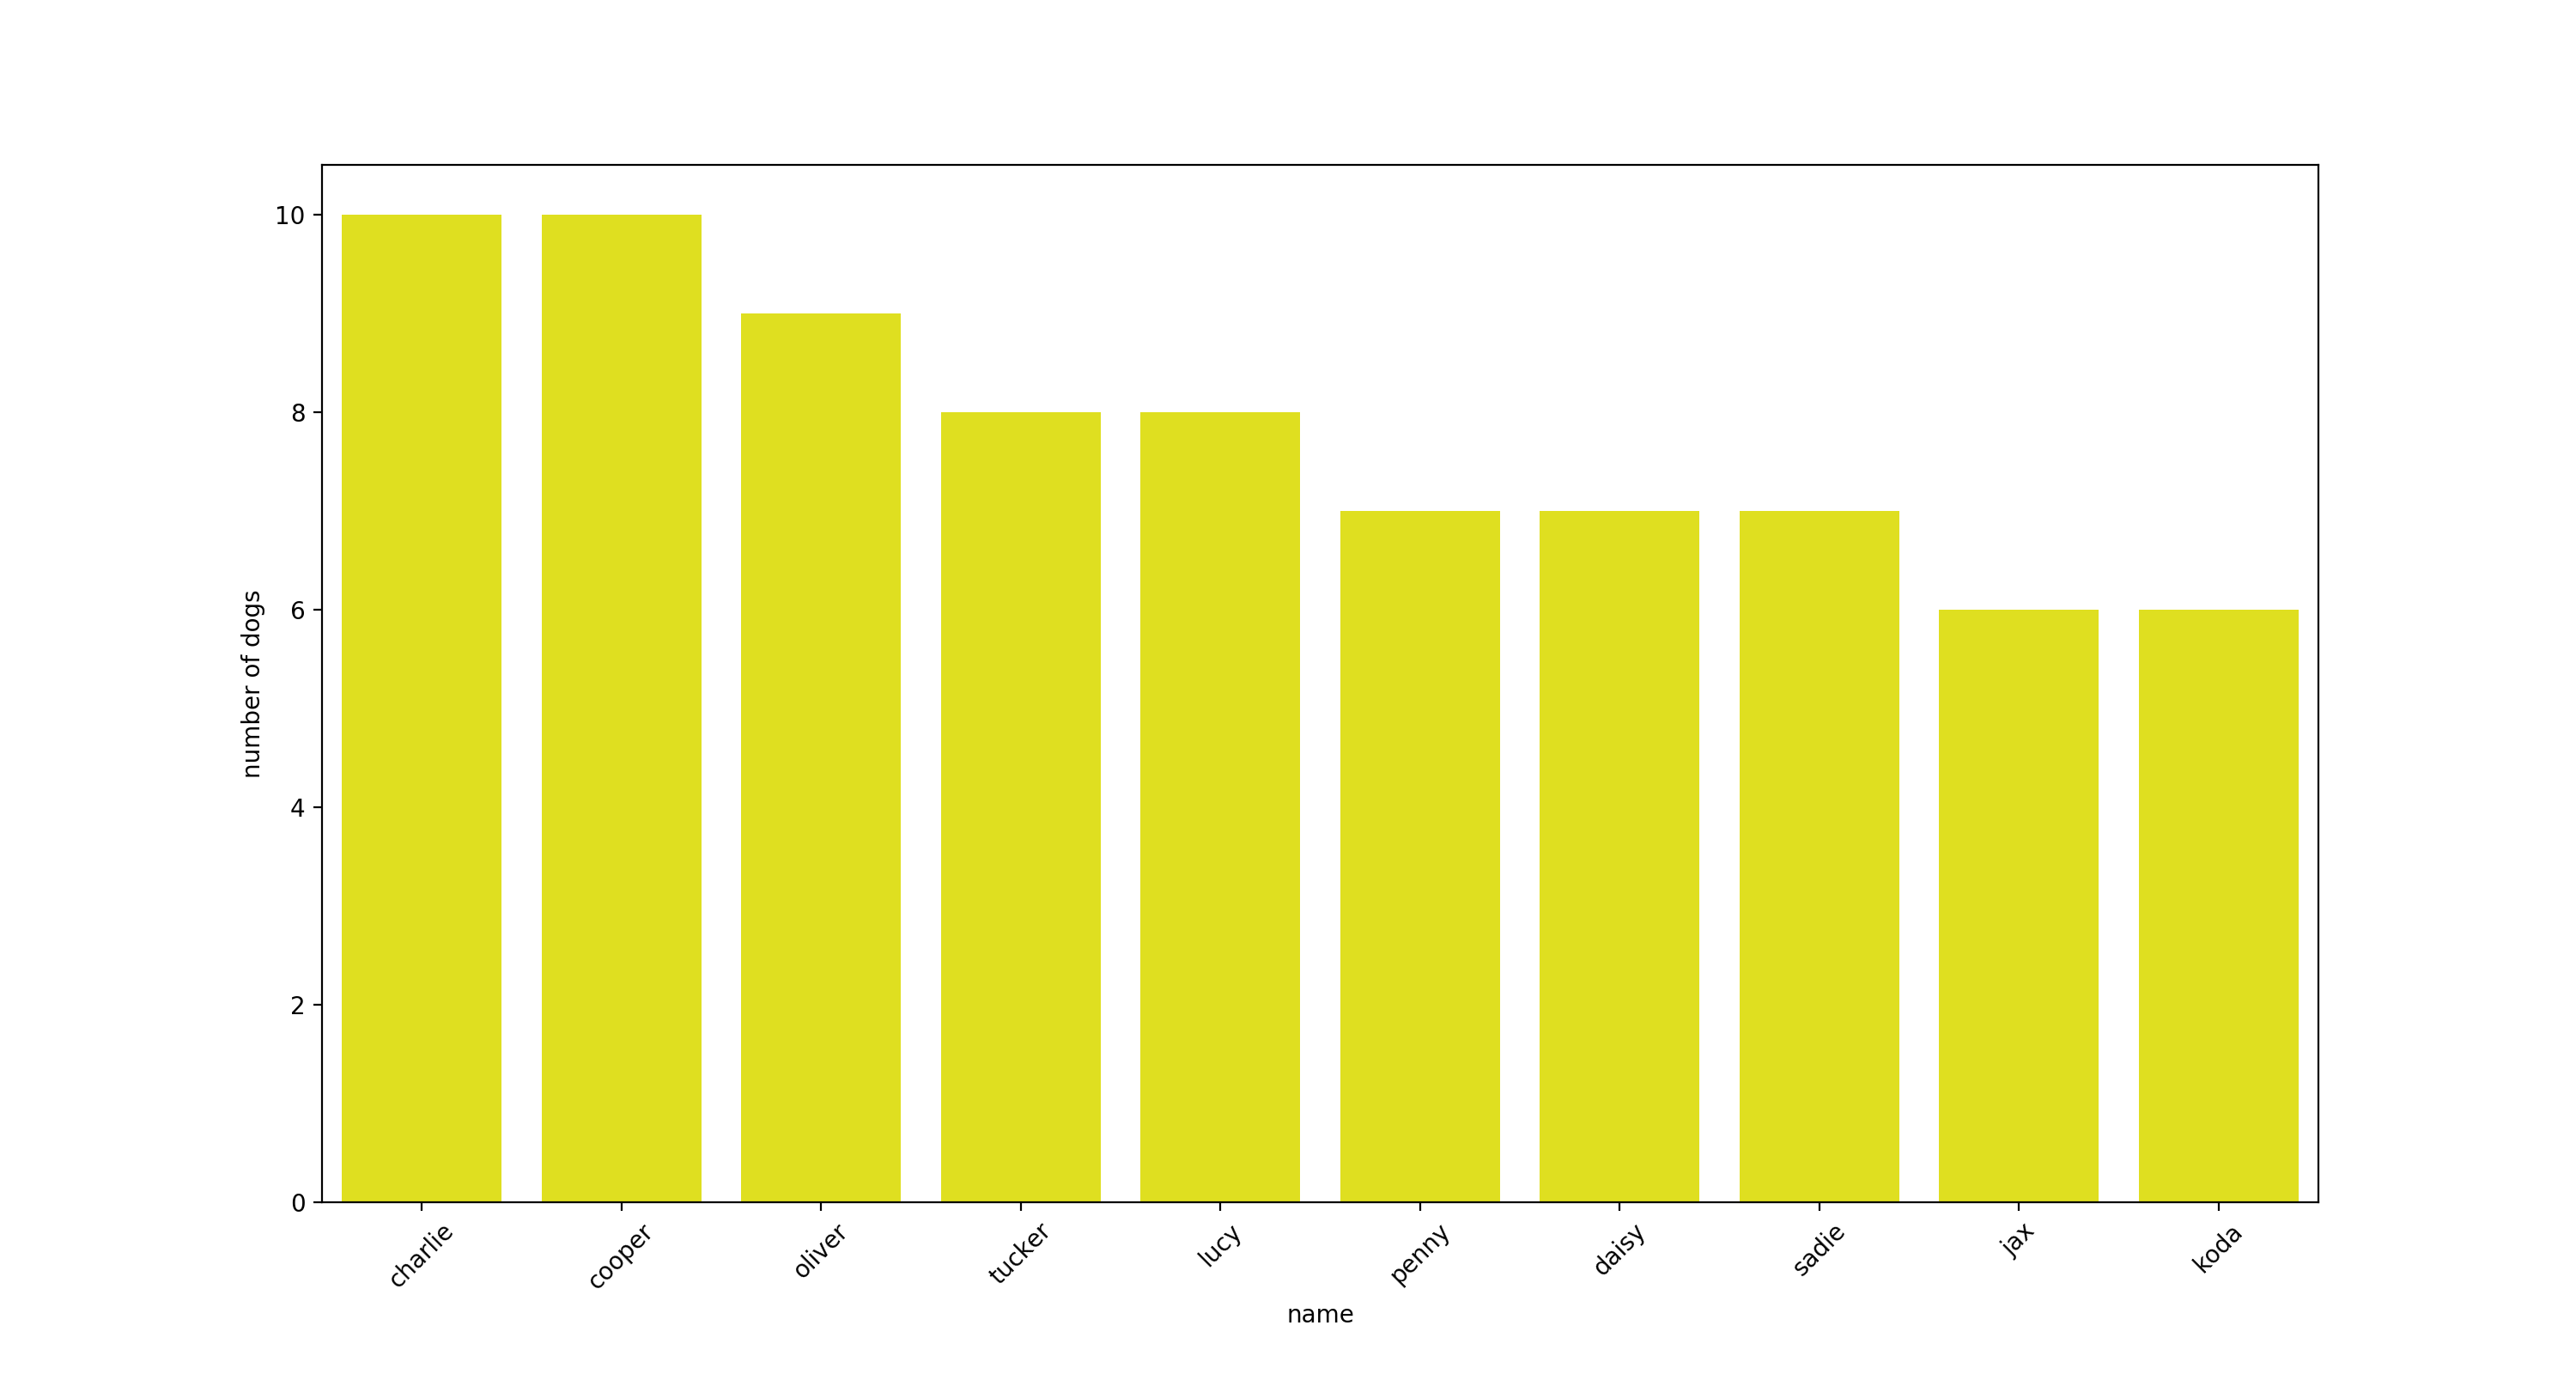 10
8
6
4
2
0
number of dogs
charlie
cooper
oliver
tucker
lucy
penny
daisy
sadie
jax
koda
name